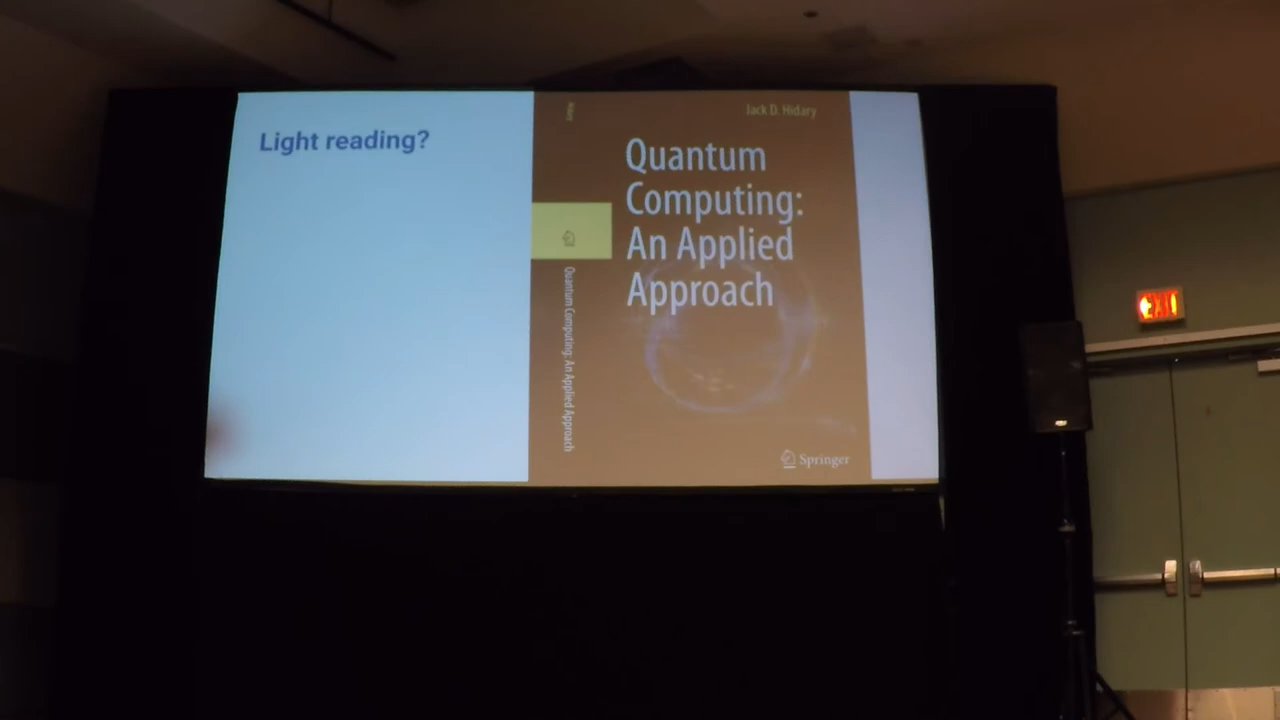 Light reading?
Jack D. Hidary
Quantum
Computing:
An Applied
Approach
Quantum Computing: An Applied Approach
Springer
EXIT